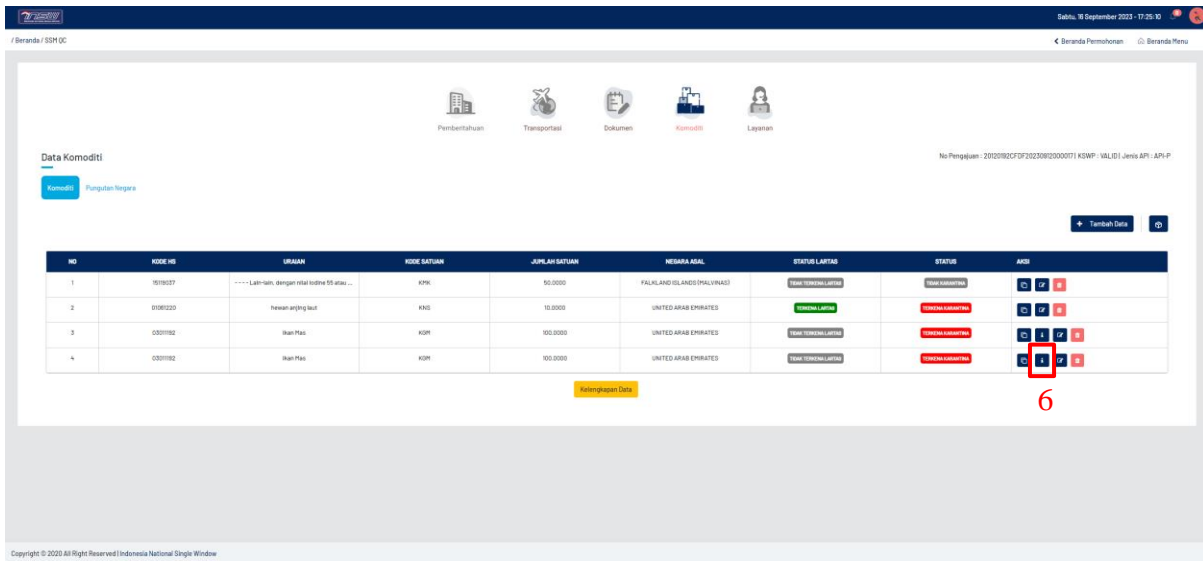 Sabtu, 16 September 2023 - 17:25:10
/ Beranda / SSM QC
Beranda Permohonan Beranda Menu
Pemberitahuan Transportasi Dokumen Komoditi Layanan
Data Komoditi
No Pengajuan : 20120192CFDF20230912000017 | KSWP : VALID | Jenis API : API-P
Komoditi Pungutan Negara
+ Tambah Data
NO KODE HS URAIAN KODE SATUAN JUMLAH SATUAN NEGARA ASAL STATUS LARTAS STATUS AKSI
1 15119037 ---- Lain-lain, dengan nilai Iodine 55 atau ... KMK 50.0000 FALKLAND ISLANDS (MALVINAS) TIDAK TERKENA LARTAS TIDAK KARANTINA
2 01061220 hewan anjing laut KNS 10.0000 UNITED ARAB EMIRATES TERKENA LARTAS TERKENA KARANTINA
3 03011192 Ikan Mas KGM 100.0000 UNITED ARAB EMIRATES TIDAK TERKENA LARTAS TERKENA KARANTINA
4 03011192 Ikan Mas KGM 100.0000 UNITED ARAB EMIRATES TIDAK TERKENA LARTAS TERKENA KARANTINA
Kelengkapan Data
6
Copyright © 2020 All Right Reserved | Indonesia National Single Window